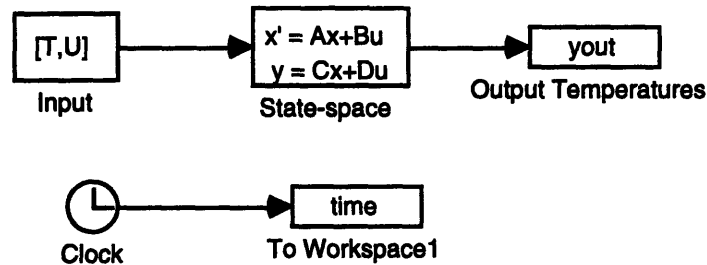 [T,U]
Input
x' = Ax+Bu
y = Cx+Du
State-space
yout
Output Temperatures
Clock
time
To Workspace1